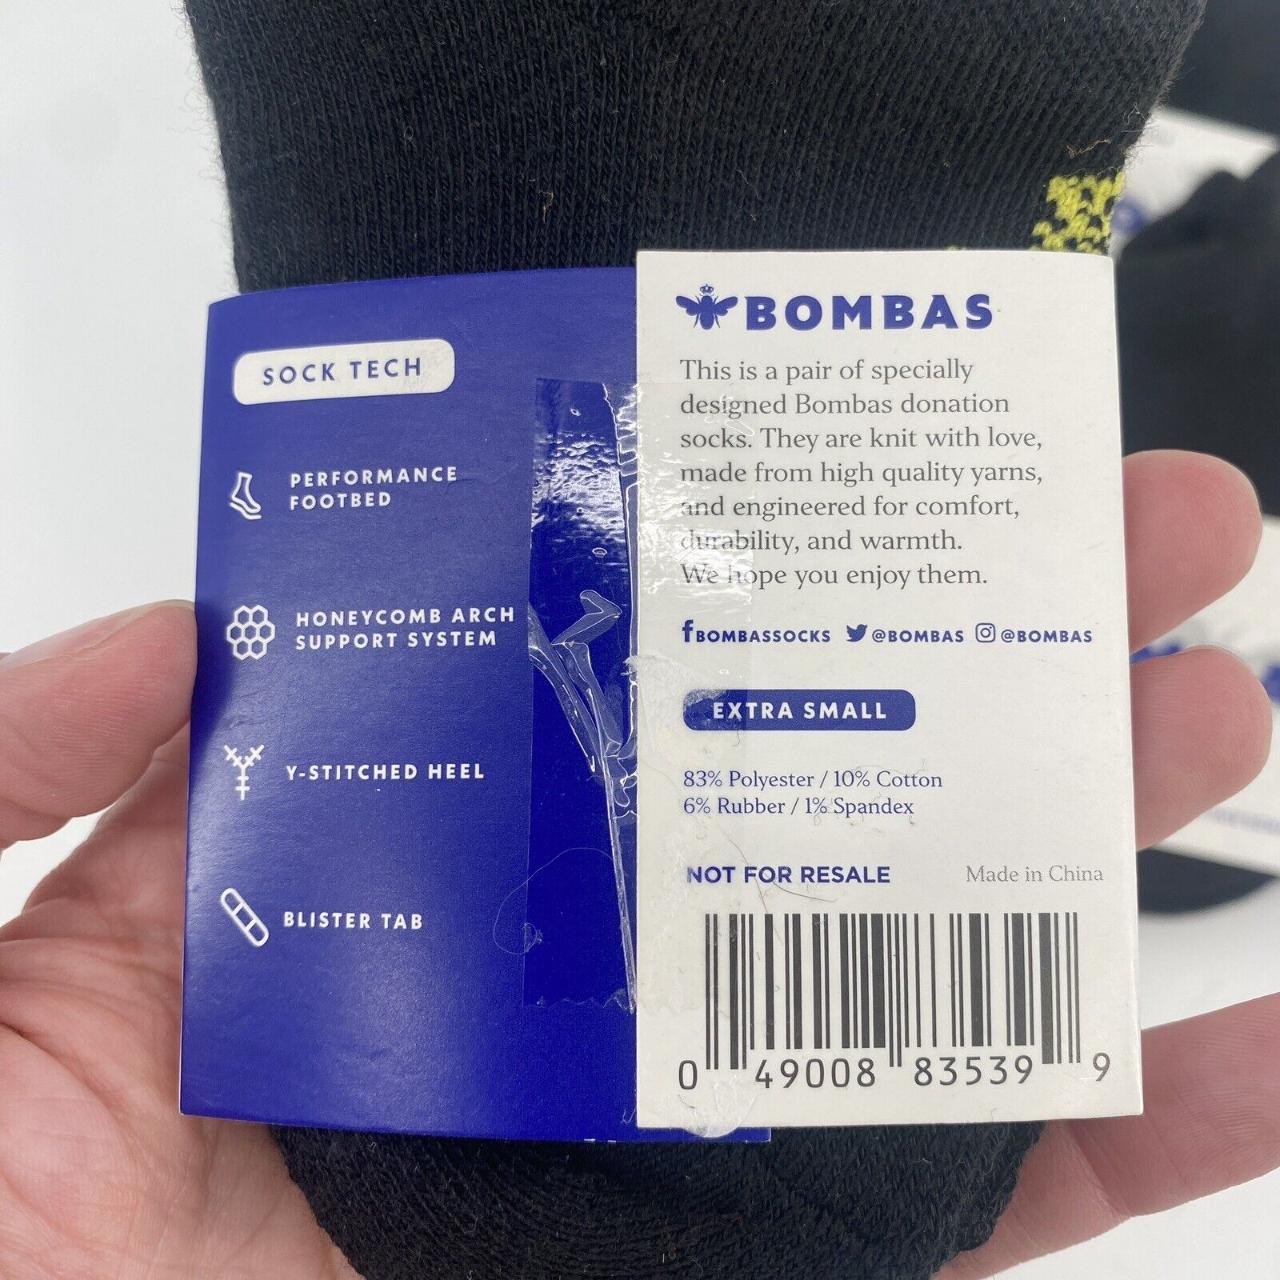 SOCK TECH
PERFORMANCE
FOOTBED
HONEYCOMB ARCH
SUPPORT SYSTEM
Y-STITCHED HEEL
BLISTER TAB
BOMBAS
This is a pair of specially
designed Bombas donation
socks. They are knit with love,
made from high quality yarns,
and engineered for comfort,
durability, and warmth.
We hope you enjoy them.
BOMBASSOCKS @BOMBAS @BOMBAS
EXTRA SMALL
83% Polyester / 10% Cotton
6% Rubber / 1% Spandex
NOT FOR RESALE Made in China
0 49008 83539 9